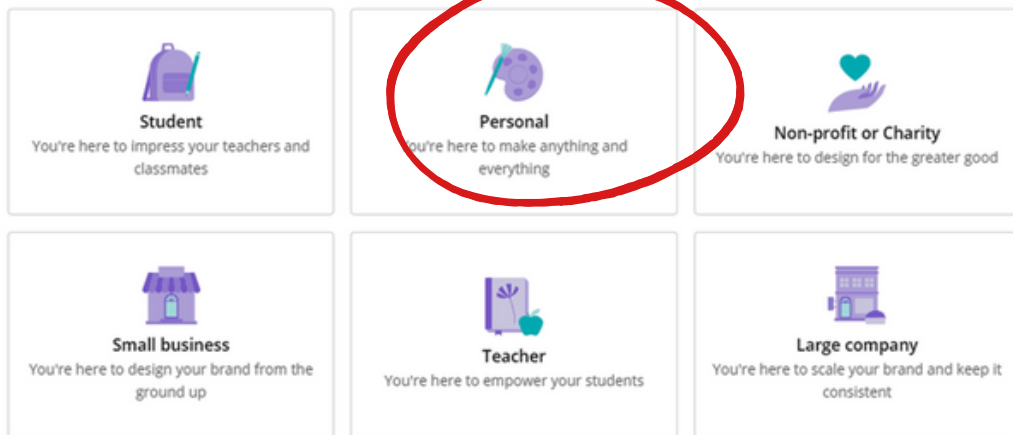 Student
You're here to impress your teachers and
classmates
Personal
You're here to make anything and
everything
Non-profit or Charity
You're here to design for the greater good
Small business
You're here to design your brand from the
ground up
Teacher
You're here to empower your students
Large company
You're here to scale your brand and keep it
consistent